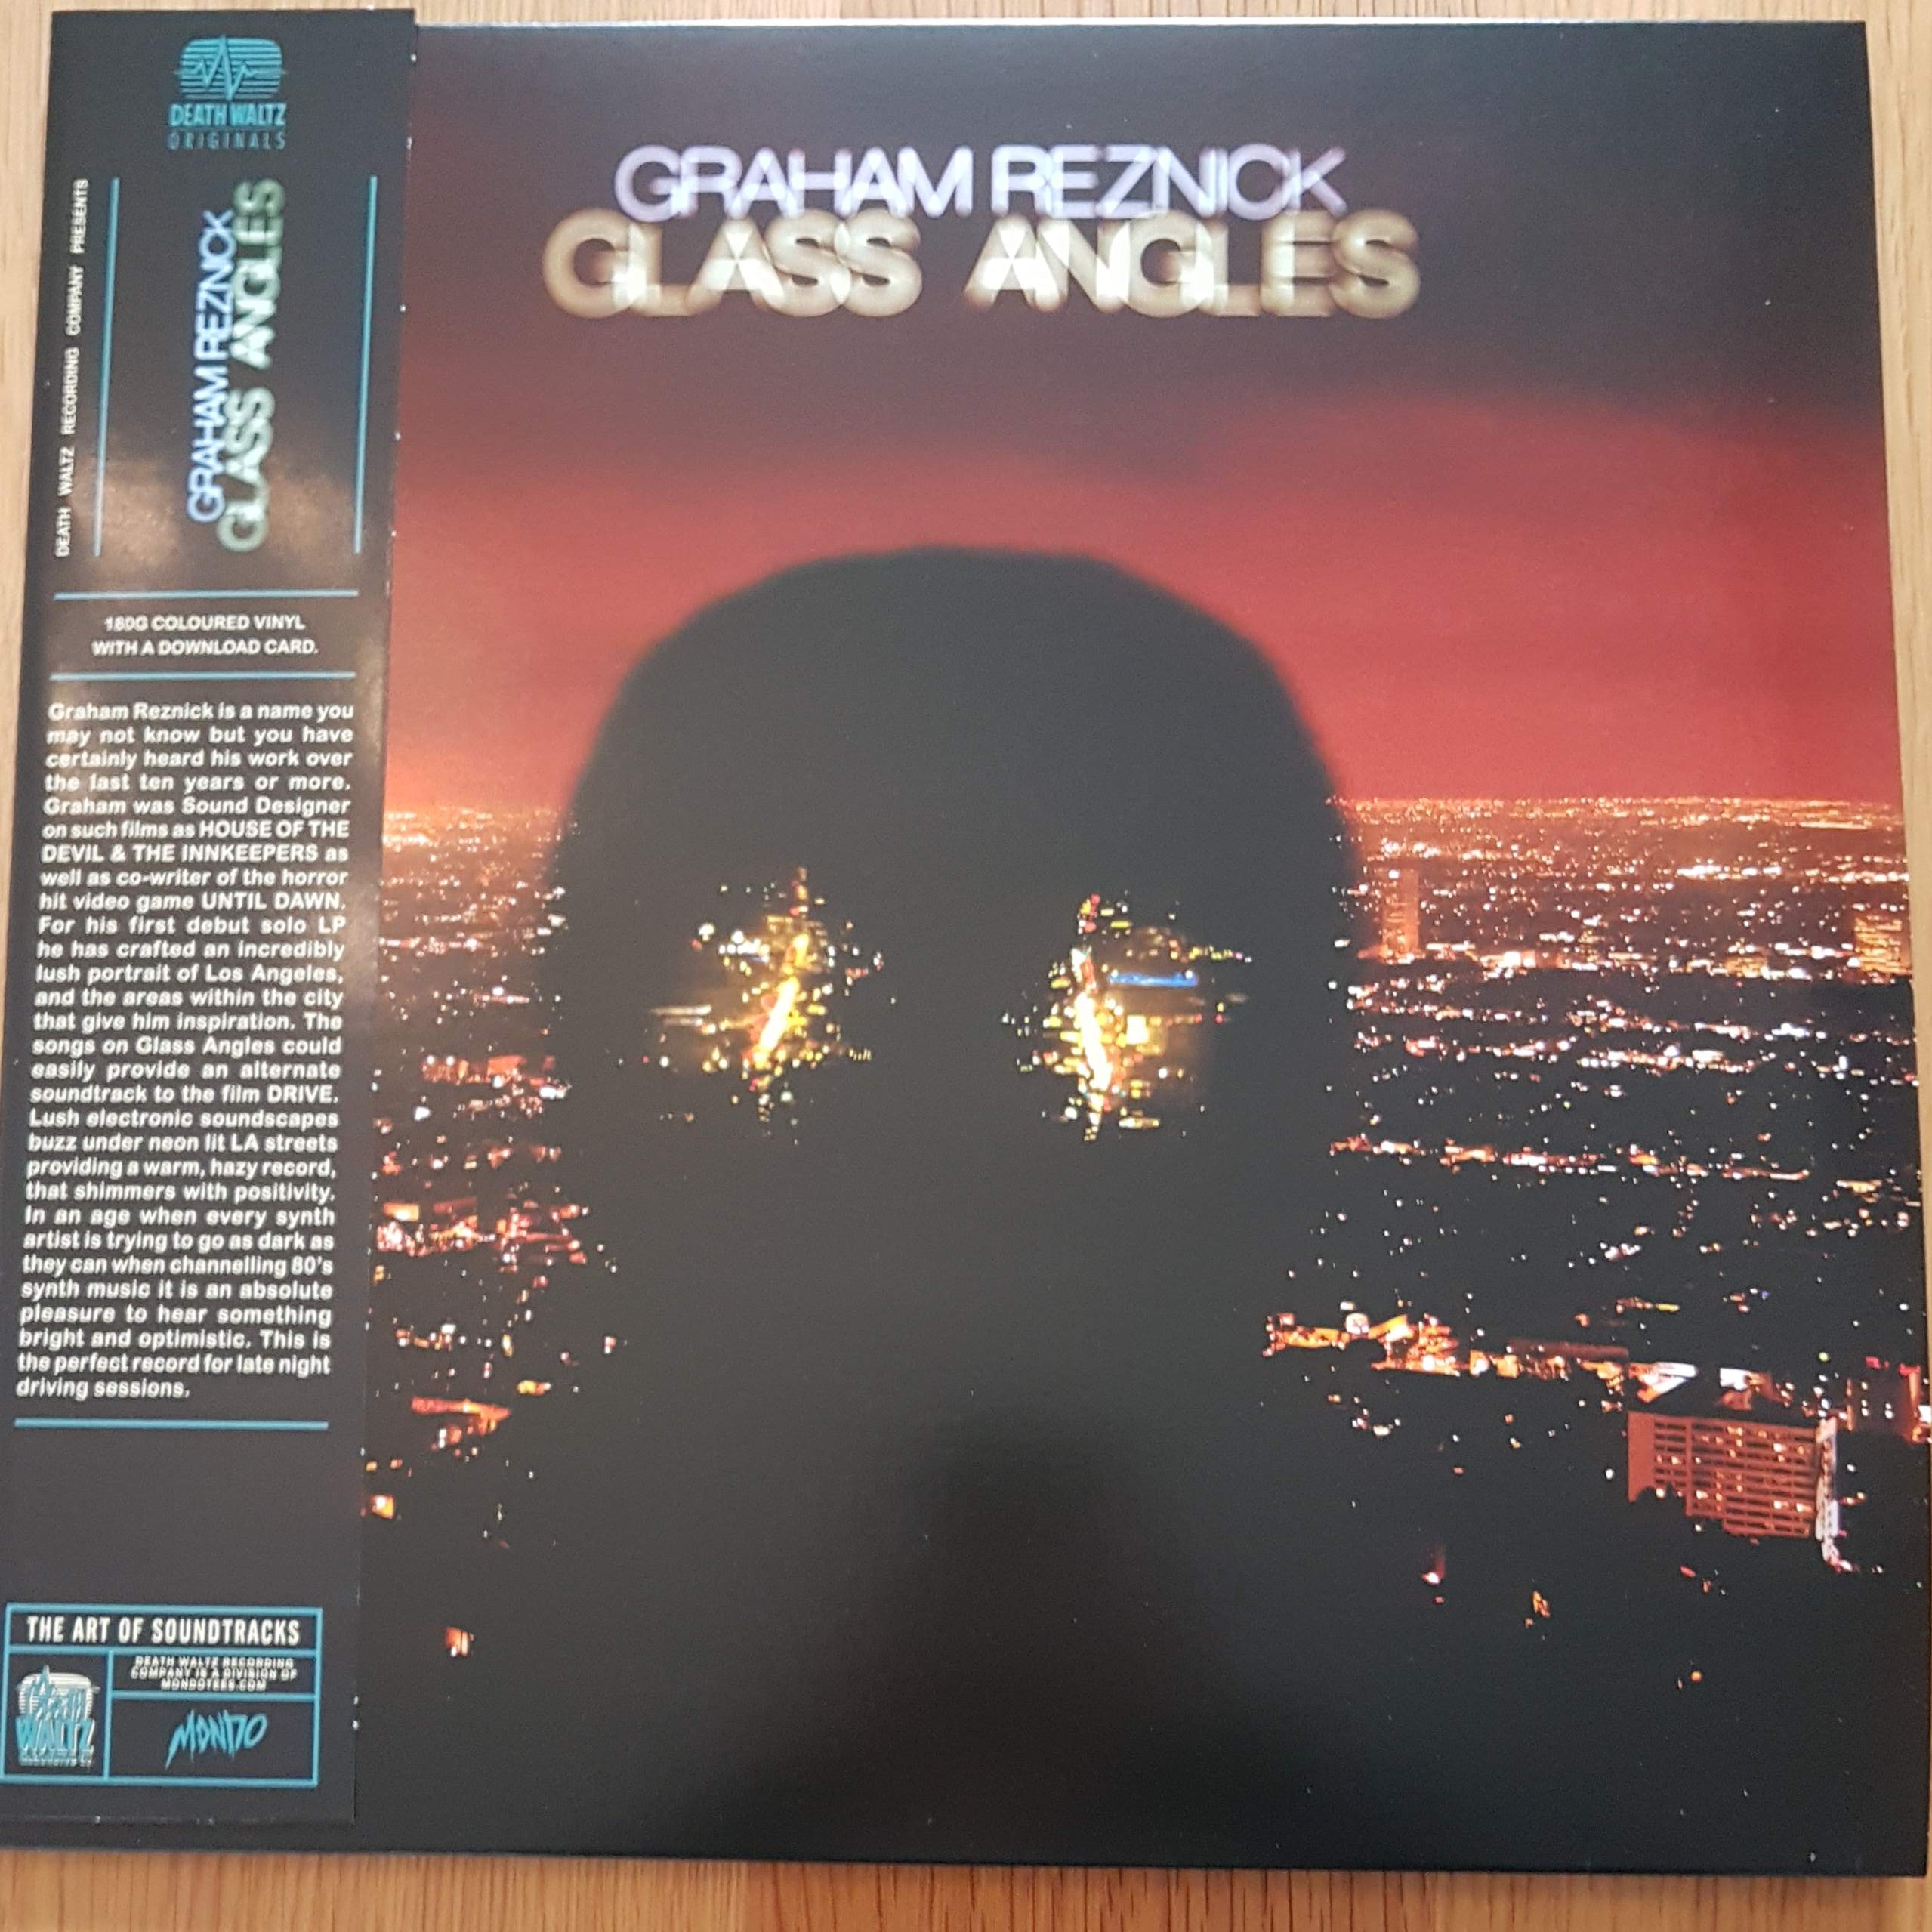 DEATH WALTZ
ORIGINALS
DEATH WALTZ RECORDING COMPANY PRESENTS
GRAHAM REZNICK
GLASS ANGLES
180G COLOURED VINYL
WITH A DOWNLOAD CARD.
Graham Reznick is a name you
may not know but you have
certainly heard his work over
the last ten years or more.
Graham was Sound Designer
on such films as HOUSE OF THE
DEVIL & THE INNKEEPERS as
well as co-writer of the horror
hit video game UNTIL DAWN.
For his first debut solo LP
he has crafted an incredibly
lush portrait of Los Angeles,
and the areas within the city
that give him inspiration. The
songs on Glass Angles could
easily provide an alternate
soundtrack to the film DRIVE.
Lush electronic soundscapes
buzz under neon lit LA streets
providing a warm, hazy record,
that shimmers with positivity.
In an age when every synth
artist is trying to go as dark as
they can when channelling 80's
synth music it is an absolute
pleasure to hear something
bright and optimistic. This is
the perfect record for late night
driving sessions.
THE ART OF SOUNDTRACKS
DEATH WALTZ RECORDING
COMPANY IS A DIVISION OF
MONDOTEES.COM
Death
WALTZ
MONDO
GRAHAM REZNICK
GLASS ANGLES